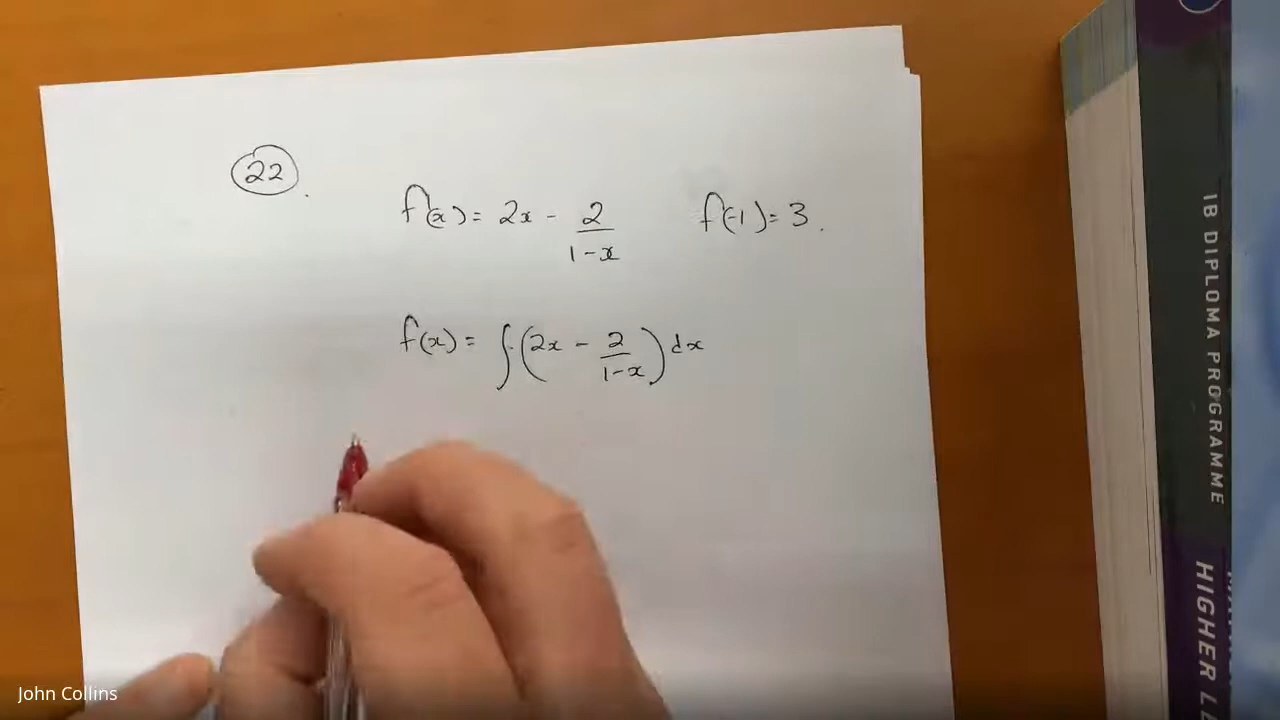 22.
f'(x) = 2x - 2/(1-x) f(-1) = 3.
f(x) = ∫(2x - 2/(1-x)) dx
IB DIPLOMA PROGRAMME
HIGHER
John Collins